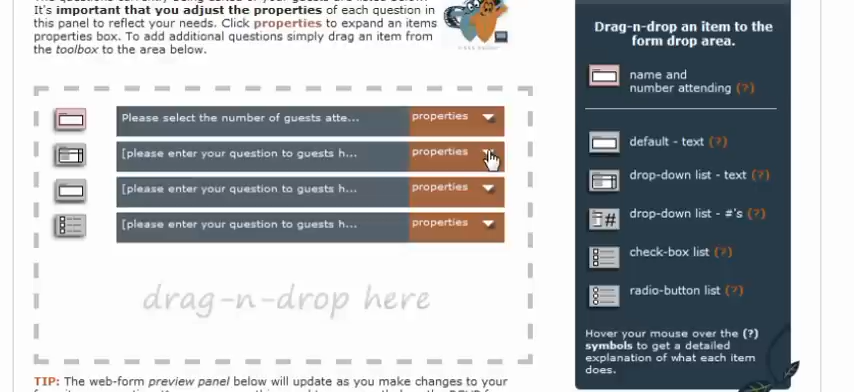 It's important that you adjust the properties of each question in
this panel to reflect your needs. Click properties to expand an items
properties box. To add additional questions simply drag an item from
the toolbox to the area below.
Please select the number of guests atte... properties
[please enter your question to guests h... properties
[please enter your question to guests h... properties
[please enter your question to guests h... properties
drag-n-drop here
TIP: The web-form preview panel below will update as you make changes to your
Drag-n-drop an item to the
form drop area.
name and
number attending (?)
default - text (?)
drop-down list - text (?)
drop-down list - #'s (?)
check-box list (?)
radio-button list (?)
Hover your mouse over the (?)
symbols to get a detailed
explanation of what each item
does.